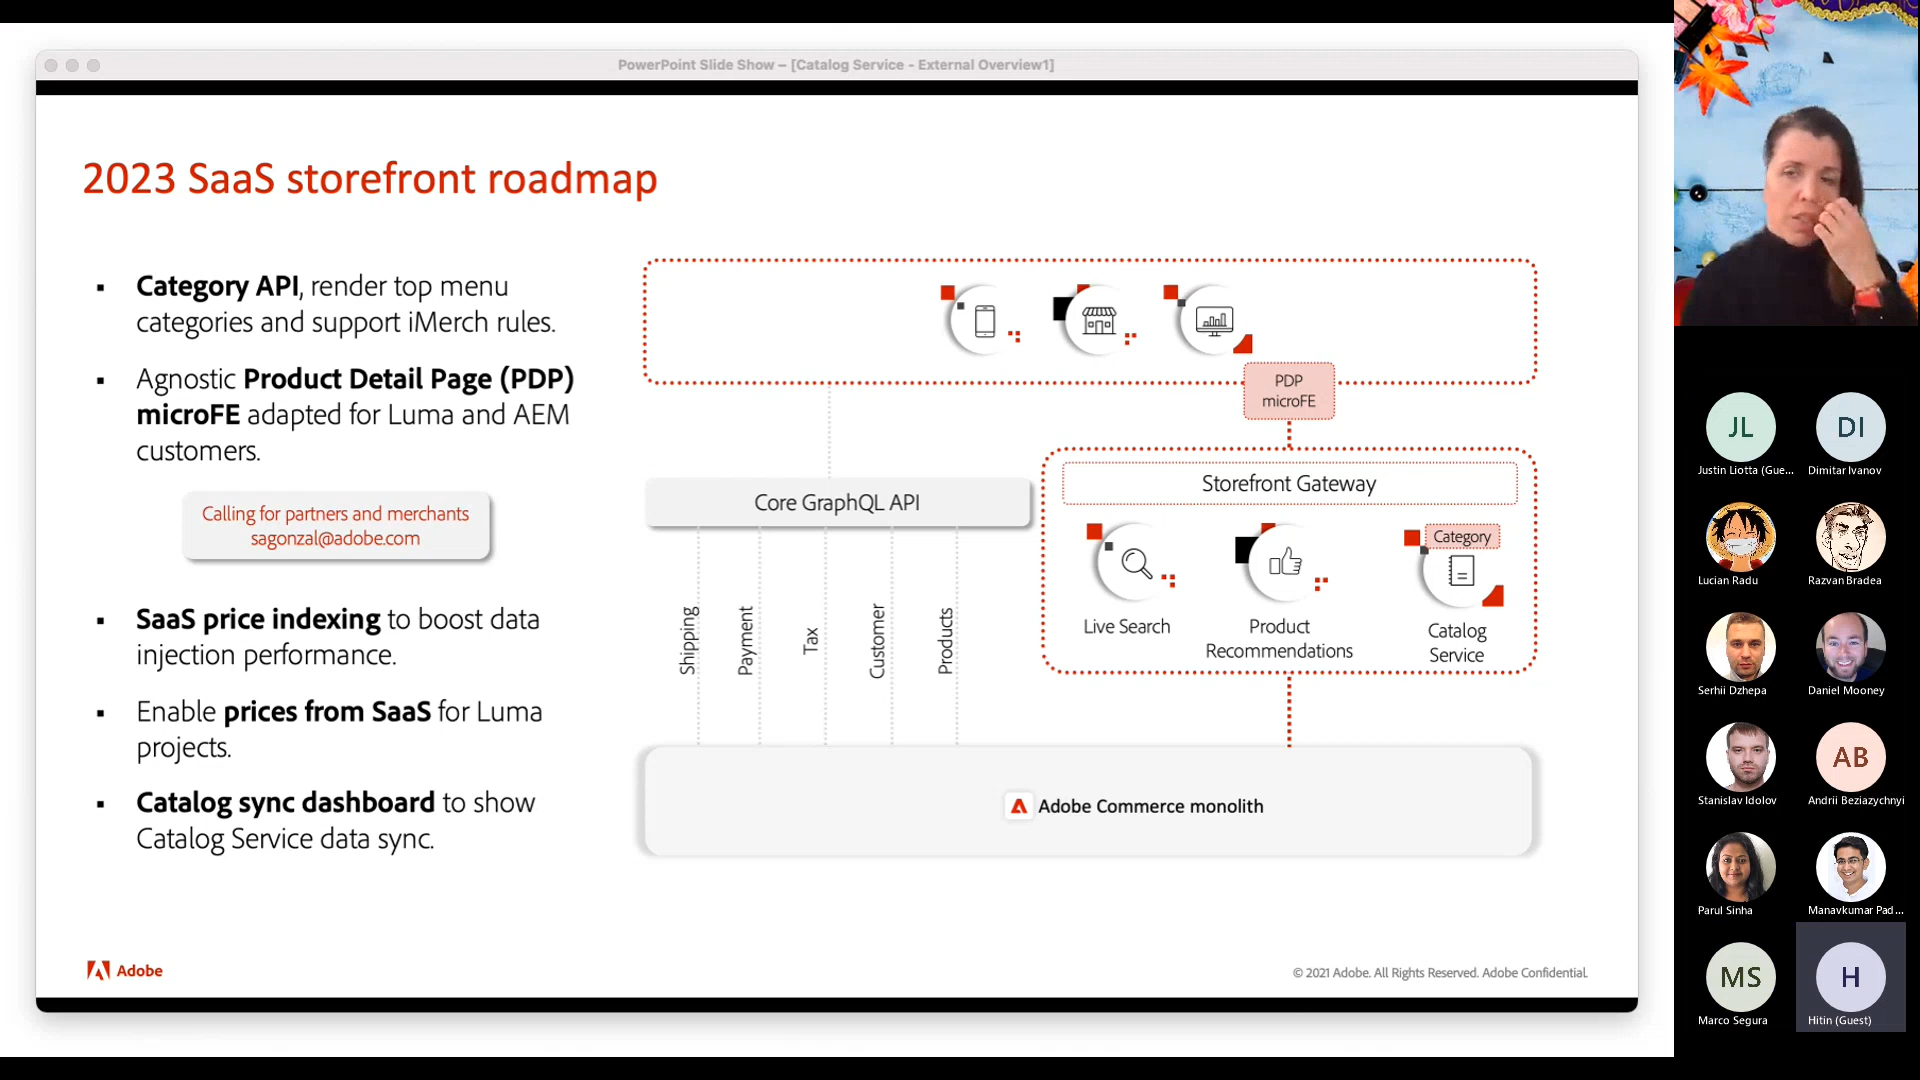 PowerPoint Slide Show – [Catalog Service - External Overview1]
2023 SaaS storefront roadmap
▪ Category API, render top menu
categories and support iMerch rules.
▪ Agnostic Product Detail Page (PDP)
microFE adapted for Luma and AEM
customers.
Calling for partners and merchants
sagonzal@adobe.com
▪ SaaS price indexing to boost data
injection performance.
▪ Enable prices from SaaS for Luma
projects.
▪ Catalog sync dashboard to show
Catalog Service data sync.
PDP
microFE
Core GraphQL API
Storefront Gateway
Category
Live Search
Product
Recommendations
Catalog
Service
Shipping
Payment
Tax
Customer
Products
Adobe Commerce monolith
Adobe
© 2021 Adobe. All Rights Reserved. Adobe Confidential.
JL
DI
Justin Liotta (Gue...
Dimitar Ivanov
Lucian Radu
Razvan Bradea
Serhii Dzhepa
Daniel Mooney
AB
Stanislav Idolov
Andrii Beziazychnyi
Parul Sinha
Manavkumar Pad...
MS
H
Marco Segura
Hitin (Guest)